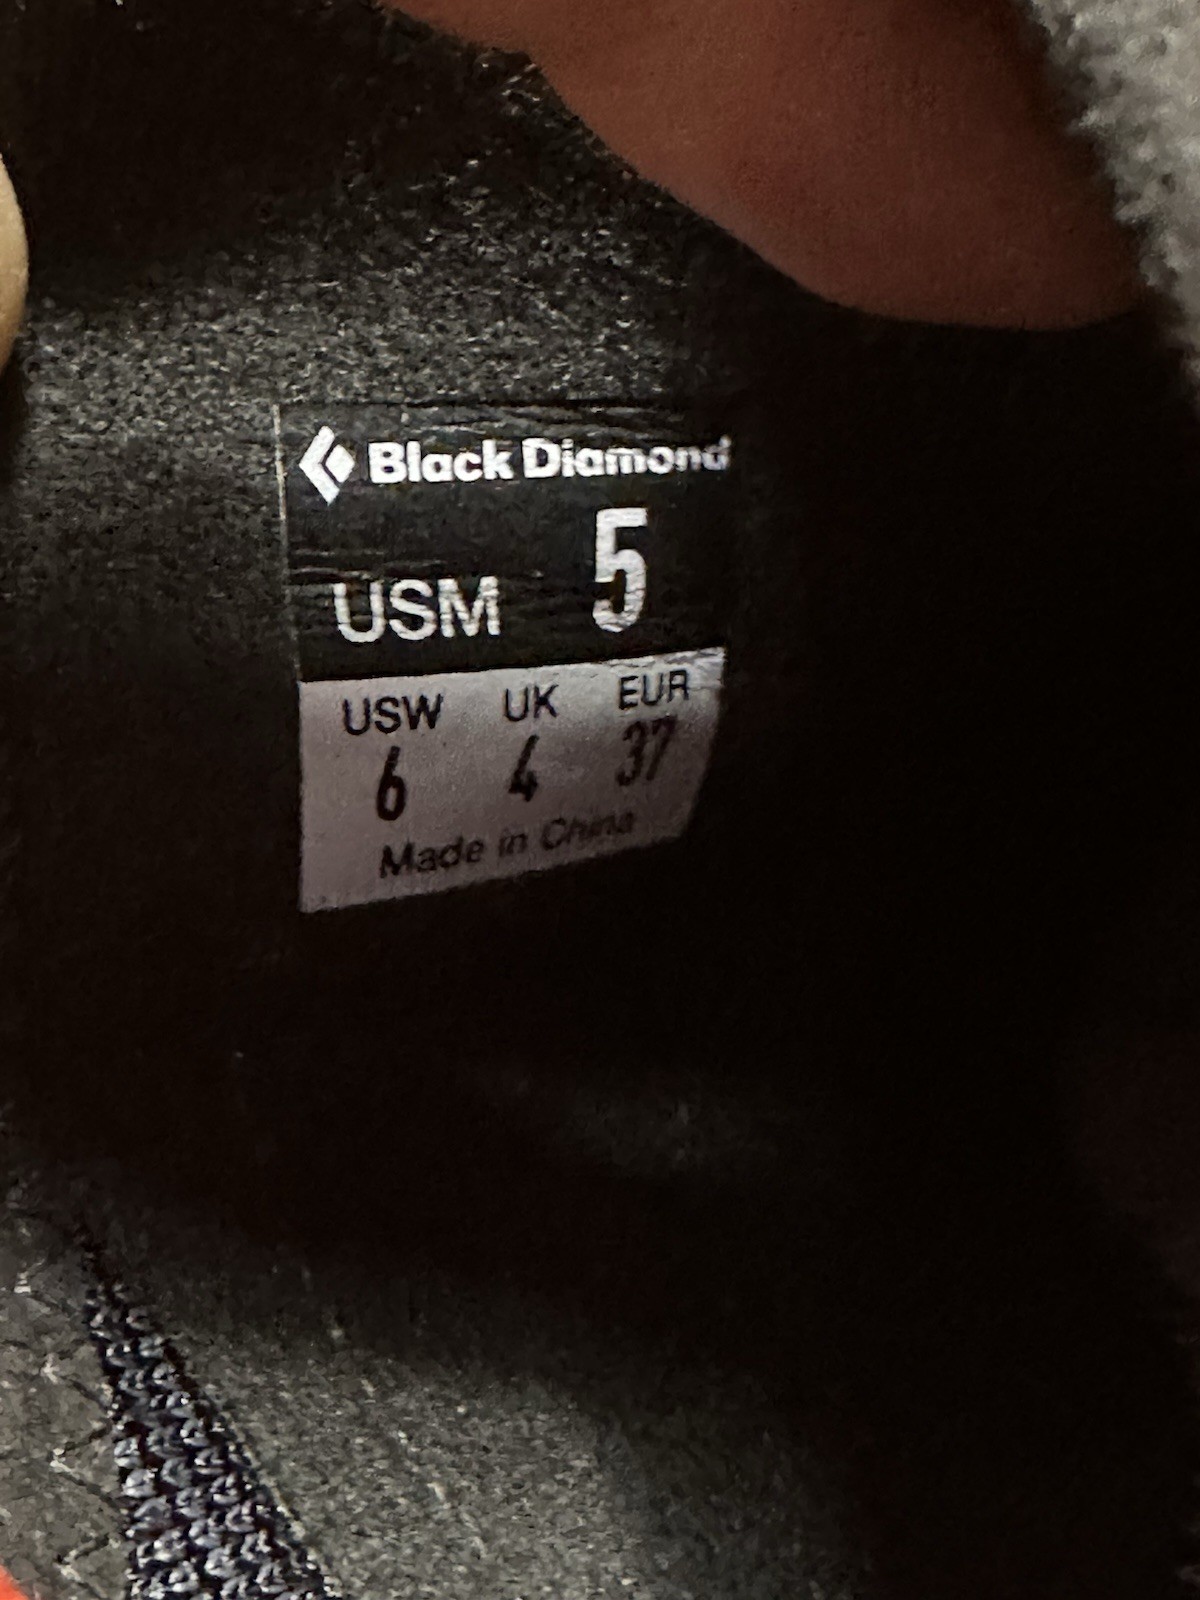 Black Diamond
USM 5
USW UK EUR
6 4 37
Made in China